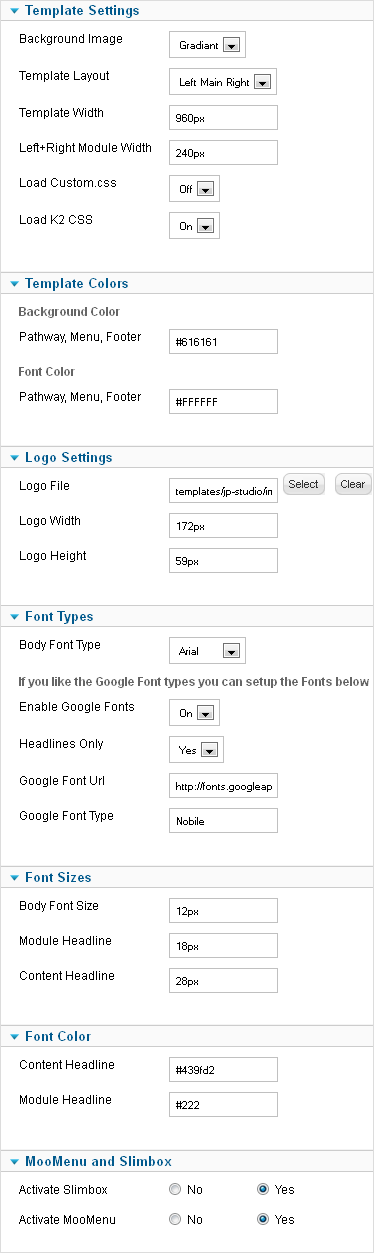 Template Settings
Background Image Gradiant
Template Layout Left Main Right
Template Width 960px
Left+Right Module Width 240px
Load Custom.css Off
Load K2 CSS On
Template Colors
Background Color
Pathway, Menu, Footer #616161
Font Color
Pathway, Menu, Footer #FFFFFF
Logo Settings
Logo File templates/jp-studio/im Select Clear
Logo Width 172px
Logo Height 59px
Font Types
Body Font Type Arial
If you like the Google Font types you can setup the Fonts below
Enable Google Fonts On
Headlines Only Yes
Google Font Url http://fonts.googleap
Google Font Type Nobile
Font Sizes
Body Font Size 12px
Module Headline 18px
Content Headline 28px
Font Color
Content Headline #439fd2
Module Headline #222
MooMenu and Slimbox
Activate Slimbox No Yes
Activate MooMenu No Yes